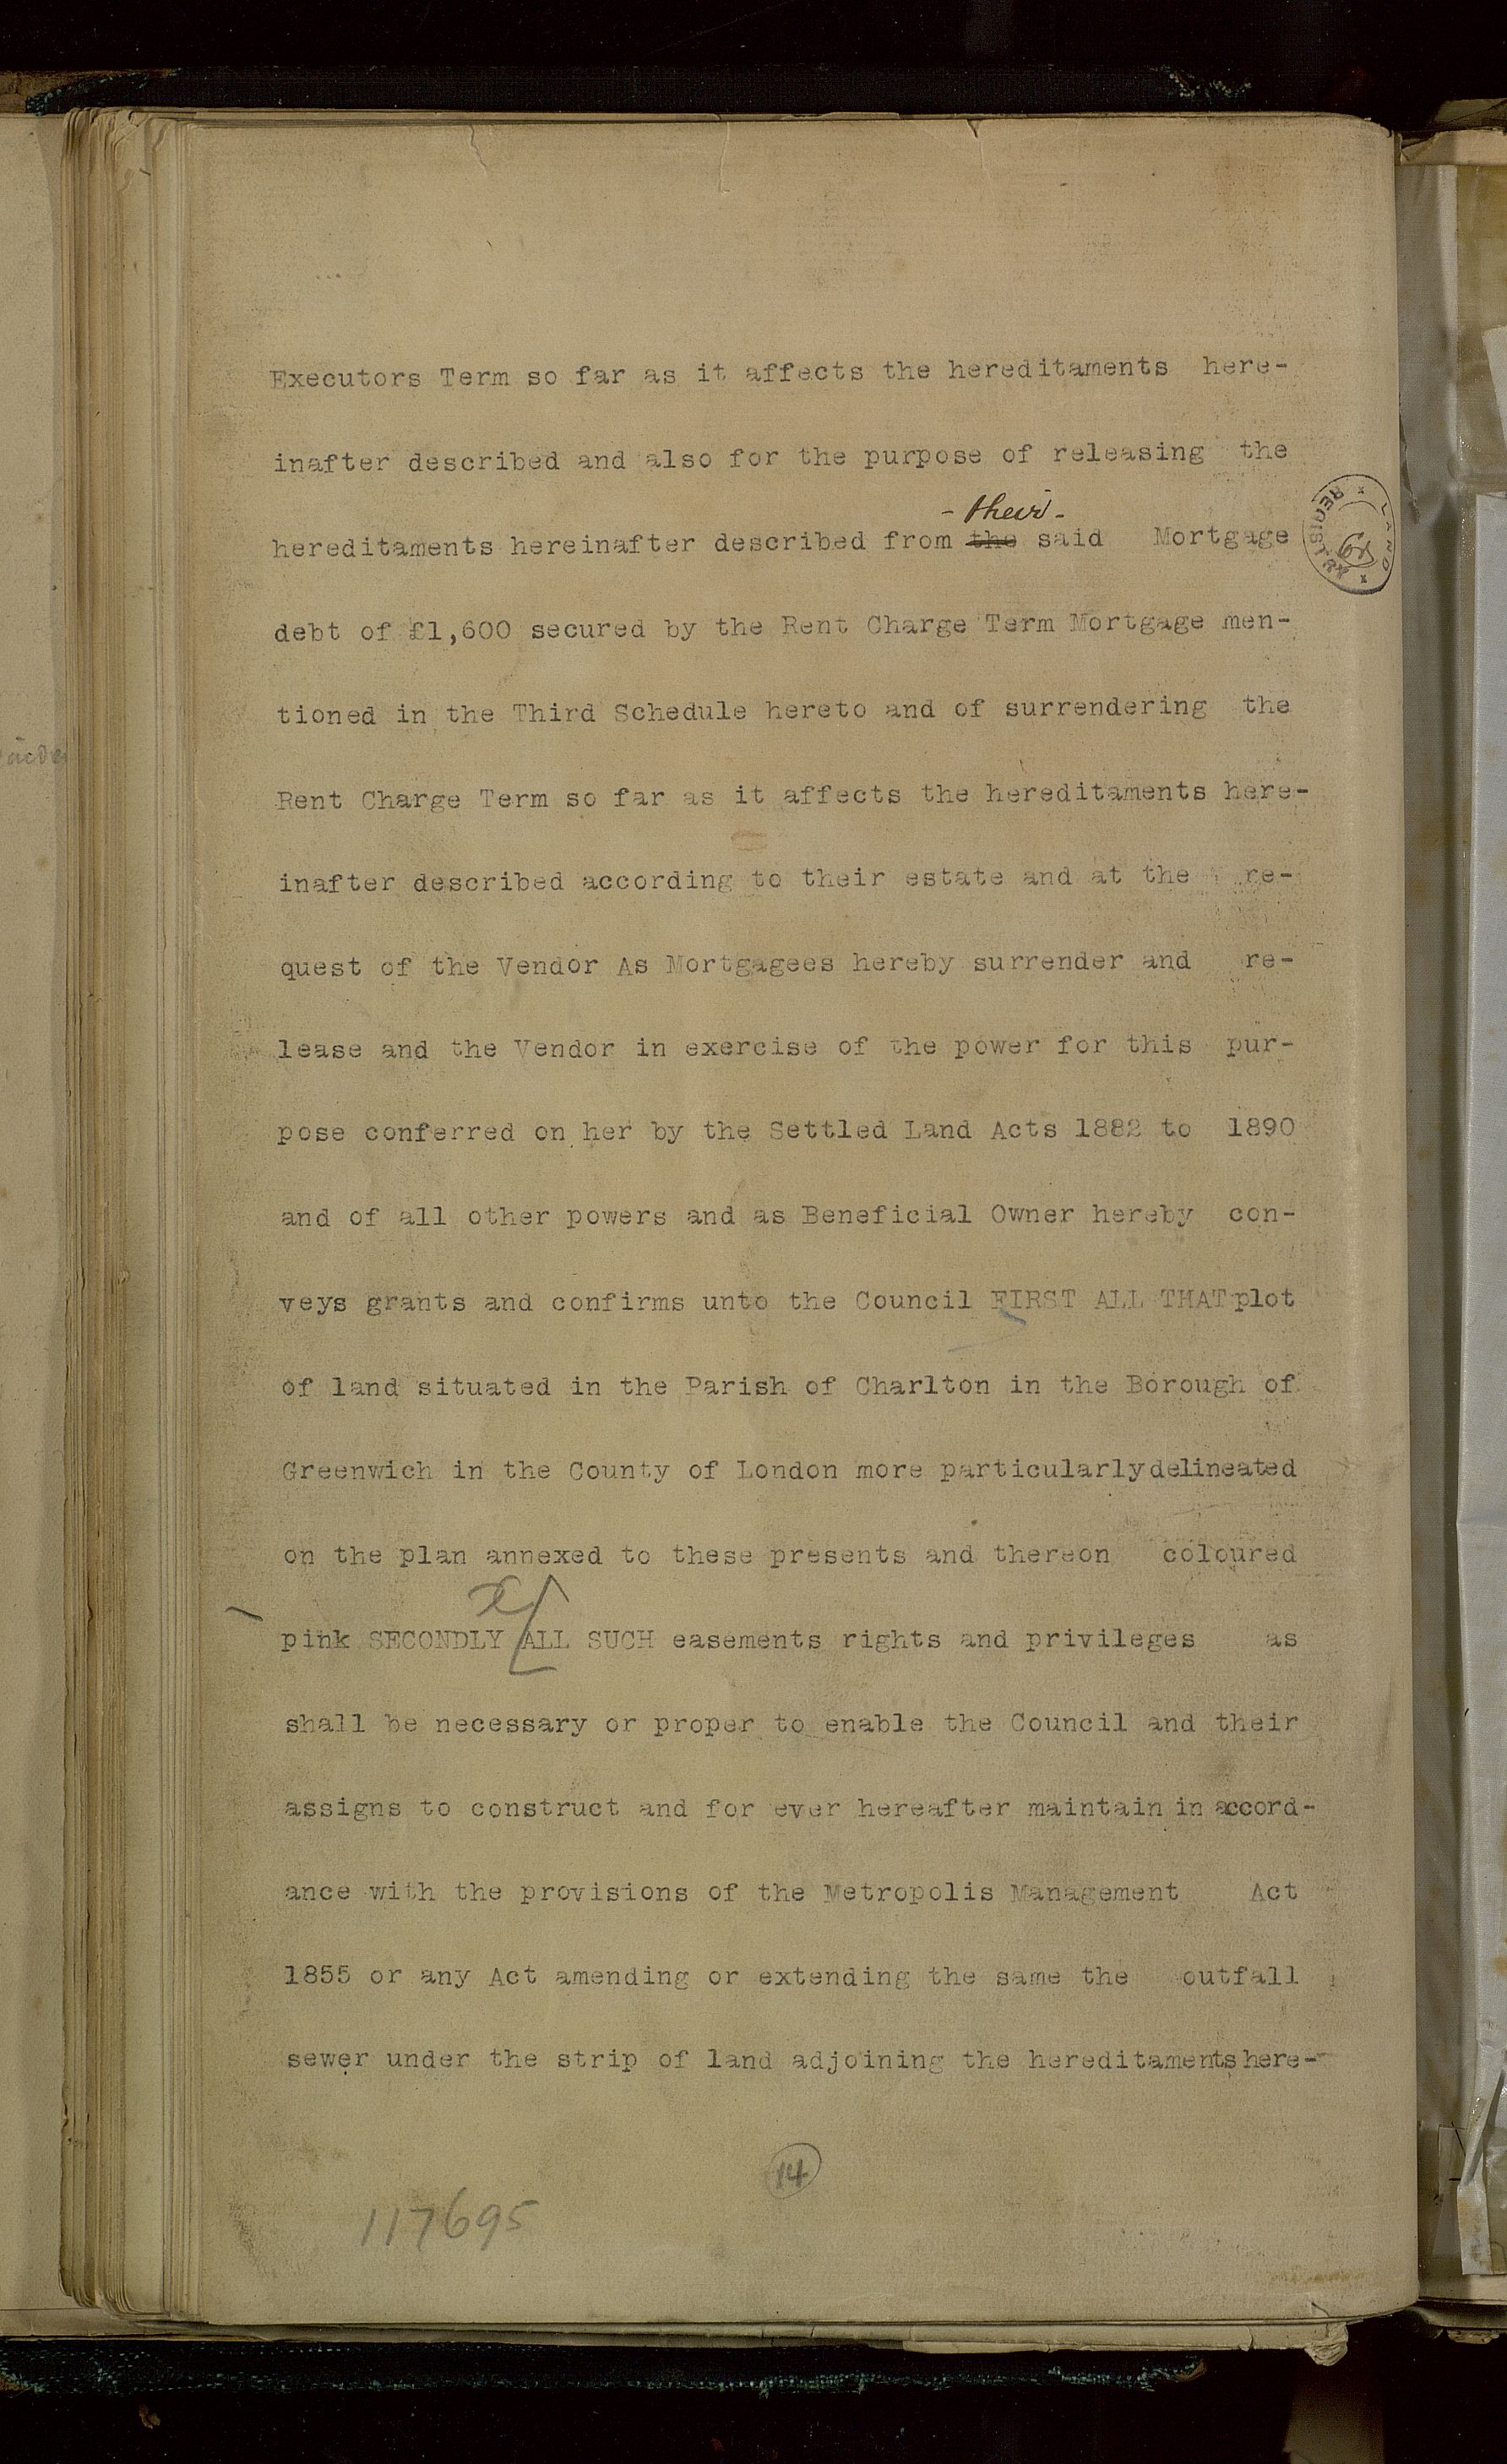 Executors Term so far as it affects the hereditaments here-
inafter described and also for the purpose of releasing the
- their -
hereditaments hereinafter described from the said Mortgage
LAND REGISTRY
debt of £1,600 secured by the Rent Charge Term Mortgage men-
tioned in the Third Schedule hereto and of surrendering the
Rent Charge Term so far as it affects the hereditaments here-
inafter described according to their estate and at the re-
quest of the Vendor As Mortgagees hereby surrender and re-
lease and the Vendor in exercise of the power for this pur-
pose conferred on her by the Settled Land Acts 1882 to 1890
and of all other powers and as Beneficial Owner hereby con-
veys grants and confirms unto the Council FIRST ALL THAT plot
of land situated in the Parish of Charlton in the Borough of
Greenwich in the County of London more particularly delineated
on the plan annexed to these presents and thereon coloured
pink SECONDLY ALL SUCH easements rights and privileges as
shall be necessary or proper to enable the Council and their
assigns to construct and for ever hereafter maintain in accord-
ance with the provisions of the Metropolis Management Act
1855 or any Act amending or extending the same the outfall
sewer under the strip of land adjoining the hereditaments here-
14
117695